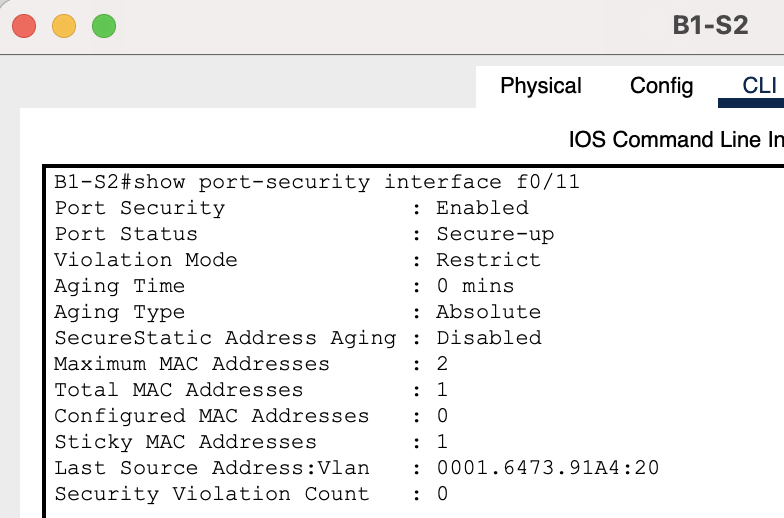 B1-S2
Physical Config CLI
IOS Command Line In
B1-S2#show port-security interface f0/11
Port Security : Enabled
Port Status : Secure-up
Violation Mode : Restrict
Aging Time : 0 mins
Aging Type : Absolute
SecureStatic Address Aging : Disabled
Maximum MAC Addresses : 2
Total MAC Addresses : 1
Configured MAC Addresses : 0
Sticky MAC Addresses : 1
Last Source Address:Vlan : 0001.6473.91A4:20
Security Violation Count : 0